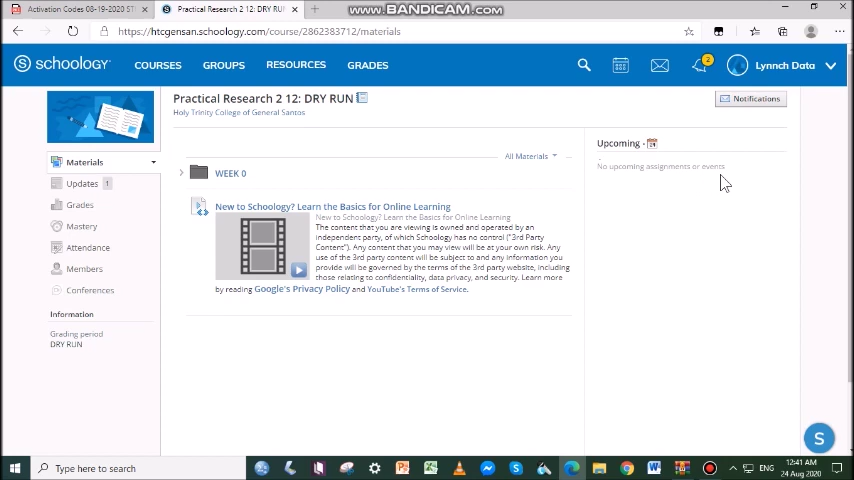 Activation Codes 08-19-2020 ST
Practical Research 2 12: DRY RUN
www.BANDICAM.com
https://htcgensan.schoology.com/course/2862383712/materials
S schoology
COURSES
GROUPS
RESOURCES
GRADES
2
Lynnch Data
Practical Research 2 12: DRY RUN
Holy Trinity College of General Santos
Notifications
Materials
Updates 1
Grades
Mastery
Attendance
Members
Conferences
Information
Grading period
DRY RUN
All Materials
WEEK 0
New to Schoology? Learn the Basics for Online Learning
New to Schoology? Learn the Basics for Online Learning
The content that you are viewing is owned and operated by an
independent party, of which Schoology has no control ("3rd Party
Content"). Any content that you may view will be at your own risk. Any
use of the 3rd party content will be subject to and any information you
provide will be governed by the terms of the 3rd party website, including
those relating to confidentiality, data privacy, and security. Learn more
by reading Google's Privacy Policy and YouTube's Terms of Service.
Upcoming
No upcoming assignments or events
S
Type here to search
ENG
12:41 AM
24 Aug 2020